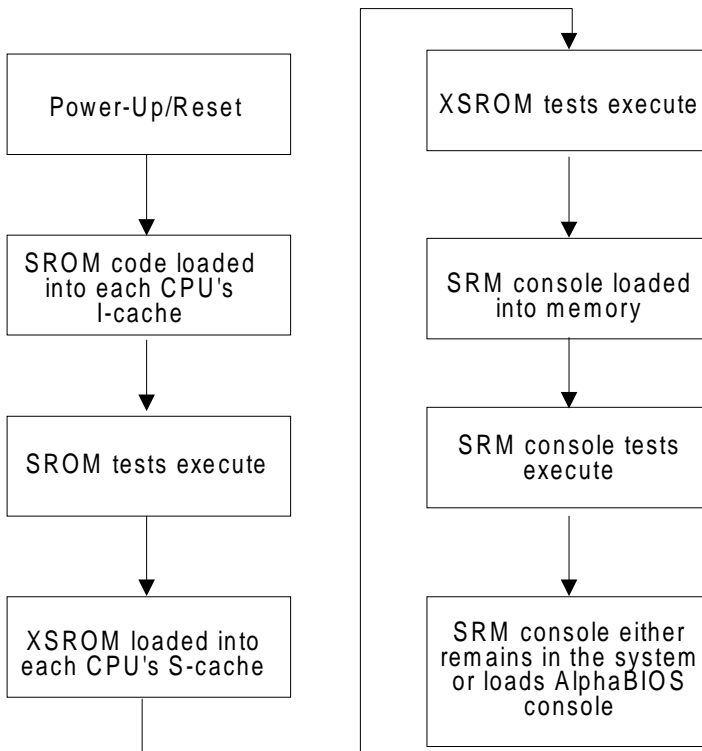 Power-Up/Reset
SROM code loaded
into each CPU's
I-cache
SROM tests execute
XSROM loaded into
each CPU's S-cache
XSROM tests execute
SRM console loaded
into memory
SRM console tests
execute
SRM console either
remains in the system
or loads AlphaBIOS
console